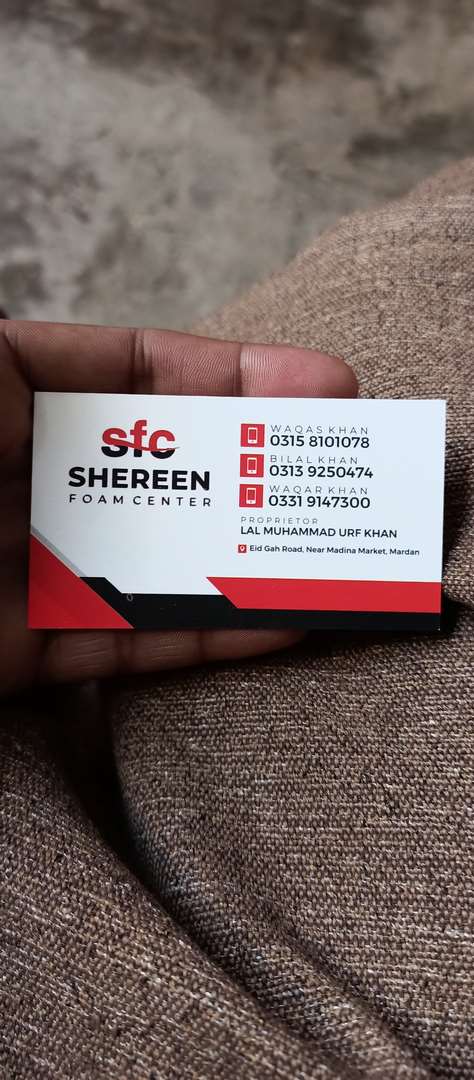 sfc
SHEREEN
FOAM CENTER
WAQAS KHAN
0315 8101078
BILAL KHAN
0313 9250474
WAQAR KHAN
0331 9147300
PROPRIETOR
LAL MUHAMMAD URF KHAN
Eid Gah Road, Near Madina Market, Mardan